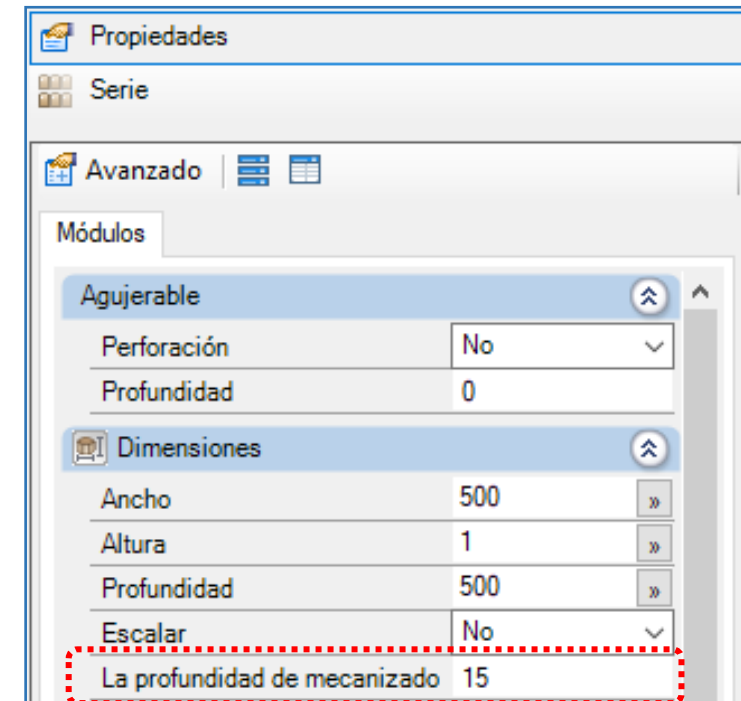 Propiedades
Serie
Avanzado
Módulos
Agujerable
Perforación No
Profundidad 0
Dimensiones
Ancho 500 »
Altura 1 »
Profundidad 500 »
Escalar No
La profundidad de mecanizado 15